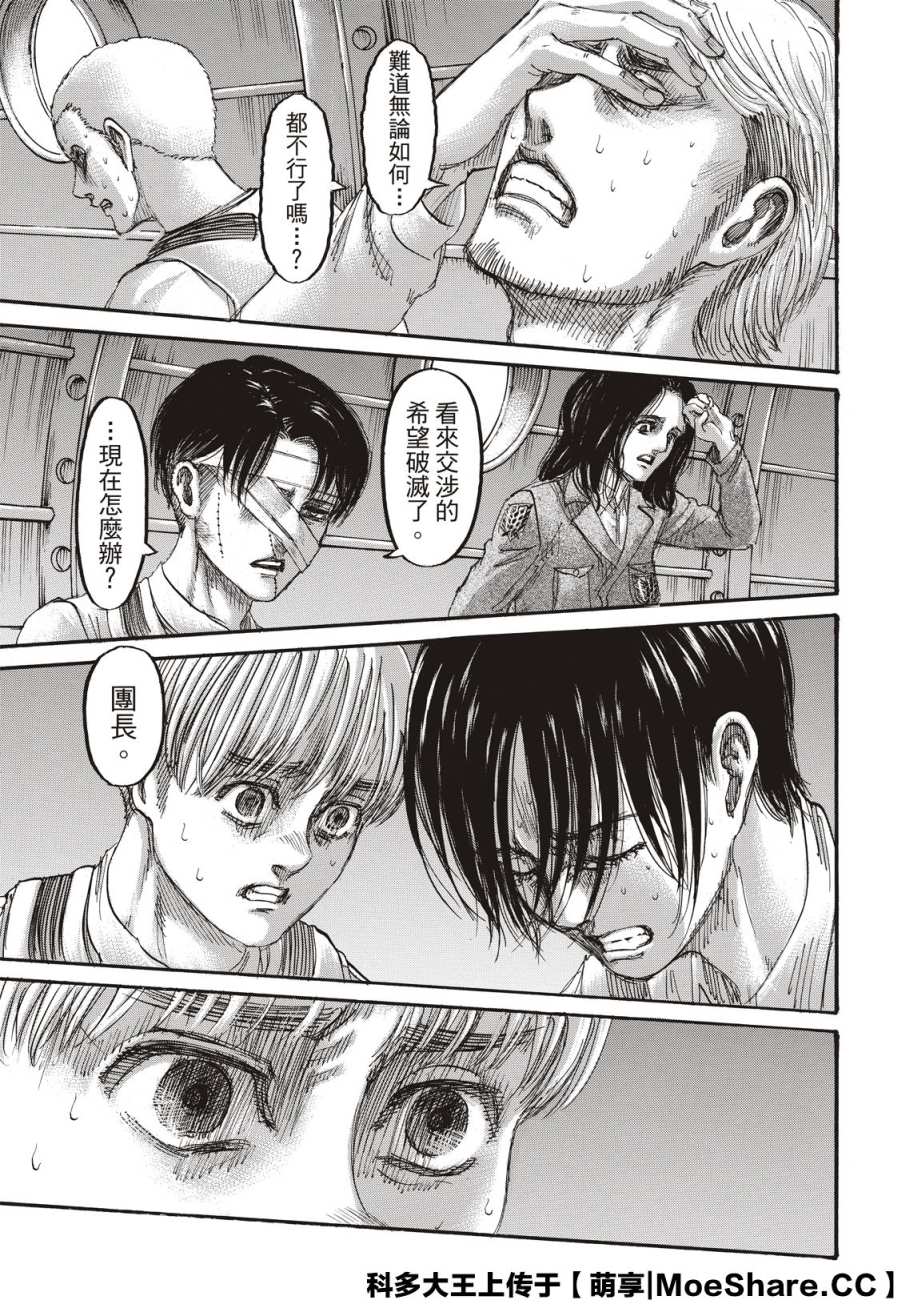 難道無論如何…
都不行了嗎…？
看來交涉的
希望破滅了。
…現在怎麼辦？
團長。
科多大王上传于【 萌享|MoeShare.CC】